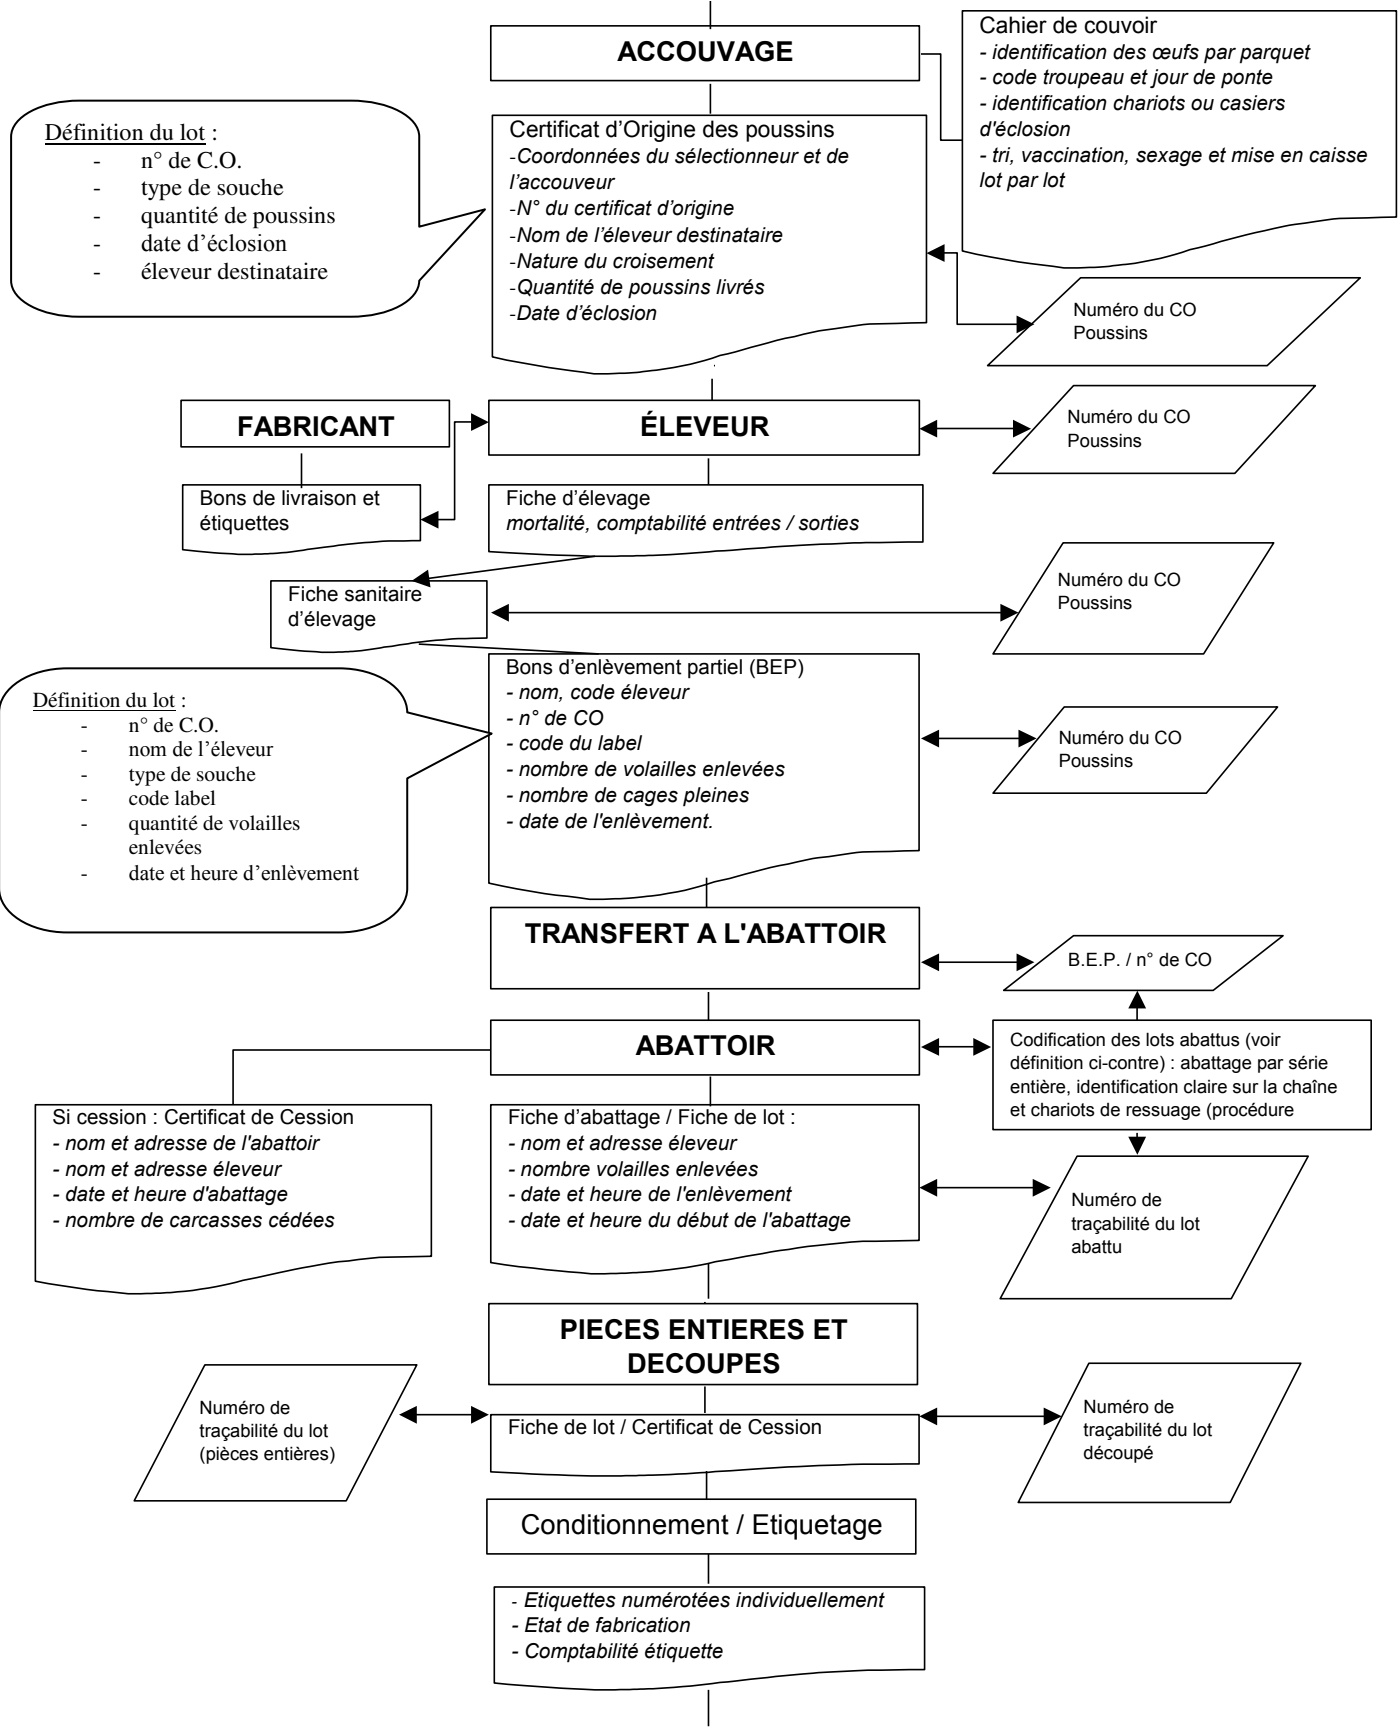 ACCOUVAGE
Cahier de couvoir
- identification des œufs par parquet
- code troupeau et jour de ponte
- identification chariots ou casiers
d'éclosion
- tri, vaccination, sexage et mise en caisse
lot par lot
Définition du lot :
- n° de C.O.
- type de souche
- quantité de poussins
- date d’éclosion
- éleveur destinataire
Certificat d’Origine des poussins
-Coordonnées du sélectionneur et de
l’accouveur
-N° du certificat d’origine
-Nom de l’éleveur destinataire
-Nature du croisement
-Quantité de poussins livrés
-Date d’éclosion
Numéro du CO
Poussins
FABRICANT
ÉLEVEUR
Numéro du CO
Poussins
Bons de livraison et
étiquettes
Fiche d’élevage
mortalité, comptabilité entrées / sorties
Fiche sanitaire
d’élevage
Numéro du CO
Poussins
Définition du lot :
- n° de C.O.
- nom de l’éleveur
- type de souche
- code label
- quantité de volailles
enlevées
- date et heure d’enlèvement
Bons d’enlèvement partiel (BEP)
- nom, code éleveur
- n° de CO
- code du label
- nombre de volailles enlevées
- nombre de cages pleines
- date de l'enlèvement.
Numéro du CO
Poussins
TRANSFERT A L'ABATTOIR
B.E.P. / n° de CO
ABATTOIR
Codification des lots abattus (voir
définition ci-contre) : abattage par série
entière, identification claire sur la chaîne
et chariots de ressuage (procédure
Si cession : Certificat de Cession
- nom et adresse de l'abattoir
- nom et adresse éleveur
- date et heure d'abattage
- nombre de carcasses cédées
Fiche d’abattage / Fiche de lot :
- nom et adresse éleveur
- nombre volailles enlevées
- date et heure de l'enlèvement
- date et heure du début de l'abattage
Numéro de
traçabilité du lot
abattu
PIECES ENTIERES ET
DECOUPES
Numéro de
traçabilité du lot
(pièces entières)
Fiche de lot / Certificat de Cession
Numéro de
traçabilité du lot
découpé
Conditionnement / Etiquetage
- Etiquettes numérotées individuellement
- Etat de fabrication
- Comptabilité étiquette